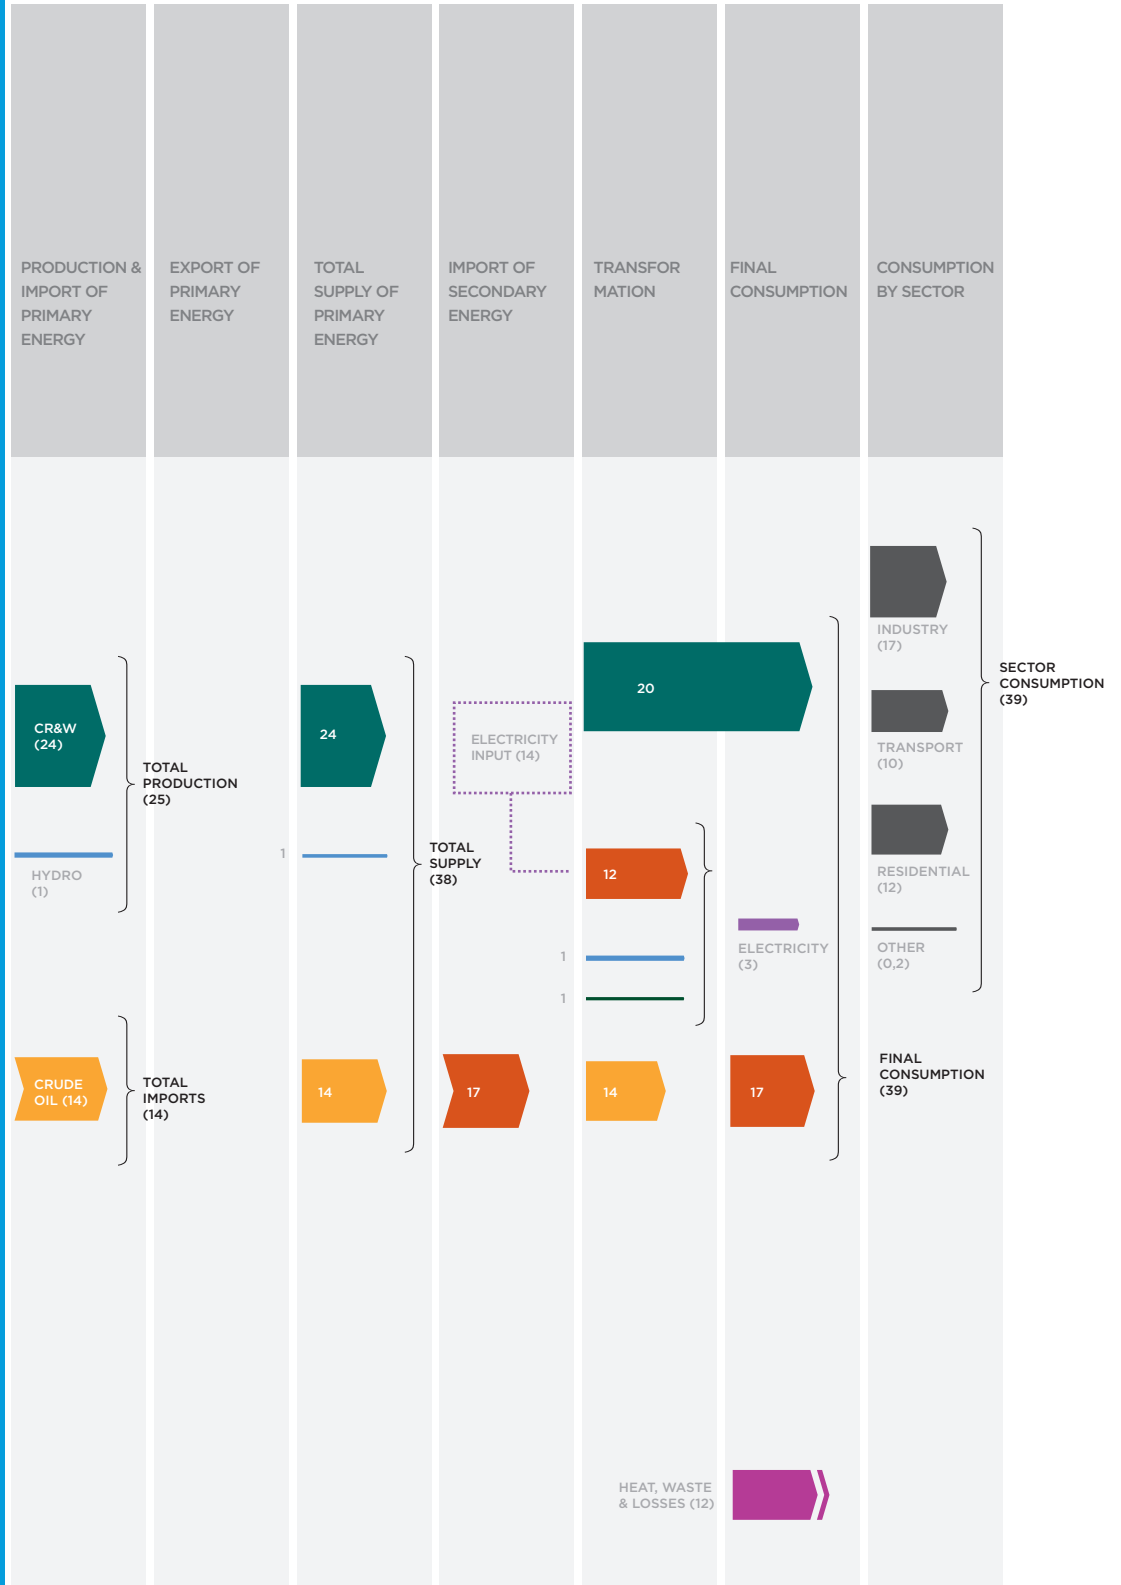 PRODUCTION &
IMPORT OF
PRIMARY
ENERGY
EXPORT OF
PRIMARY
ENERGY
TOTAL
SUPPLY OF
PRIMARY
ENERGY
IMPORT OF
SECONDARY
ENERGY
TRANSFOR
MATION
FINAL
CONSUMPTION
CONSUMPTION
BY SECTOR
CR&W
(24)
HYDRO
(1)
TOTAL
PRODUCTION
(25)
CRUDE
OIL (14)
TOTAL
IMPORTS
(14)
24
1
14
TOTAL
SUPPLY
(38)
ELECTRICITY
INPUT (14)
17
20
12
1
1
14
ELECTRICITY
(3)
17
HEAT, WASTE
& LOSSES (12)
INDUSTRY
(17)
TRANSPORT
(10)
RESIDENTIAL
(12)
OTHER
(0,2)
SECTOR
CONSUMPTION
(39)
FINAL
CONSUMPTION
(39)